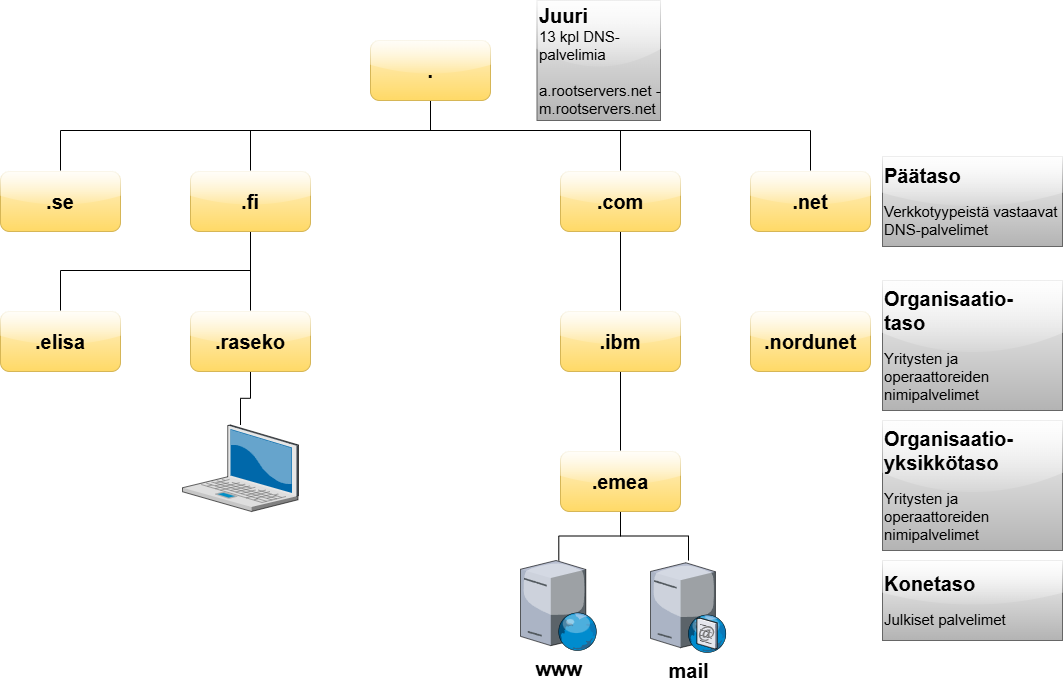 Juuri
13 kpl DNS-
palvelimia
a.rootservers.net -
m.rootservers.net
.
.se
.fi
.com
.net
Päätaso
Verkkotyypeistä vastaavat
DNS-palvelimet
.elisa
.raseko
.ibm
.nordunet
Organisaatio-
taso
Yritysten ja
operaattoreiden
nimipalvelimet
.emea
Organisaatio-
yksikkötaso
Yritysten ja
operaattoreiden
nimipalvelimet
Konetaso
Julkiset palvelimet
www
mail